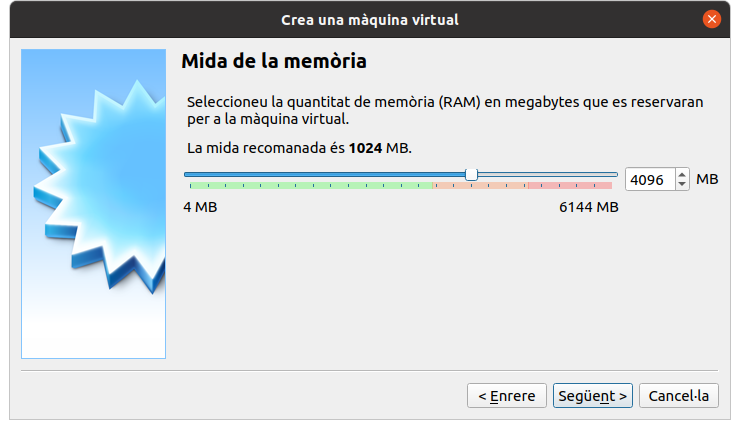 Crea una màquina virtual
Mida de la memòria
Seleccioneu la quantitat de memòria (RAM) en megabytes que es reservaran
per a la màquina virtual.
La mida recomanada és 1024 MB.
4096 MB
4 MB 6144 MB
< Enrere Següent > Cancel·la